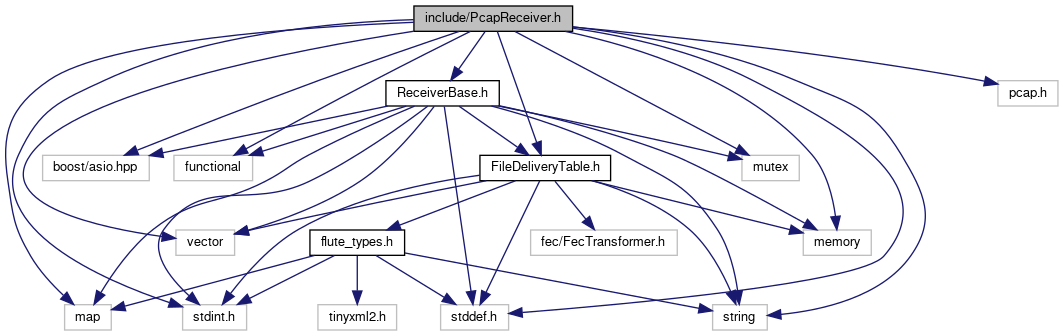 include/PcapReceiver.h
ReceiverBase.h
pcap.h
boost/asio.hpp
functional
FileDeliveryTable.h
mutex
vector
flute_types.h
fec/FecTransformer.h
memory
map
stdint.h
tinyxml2.h
stddef.h
string